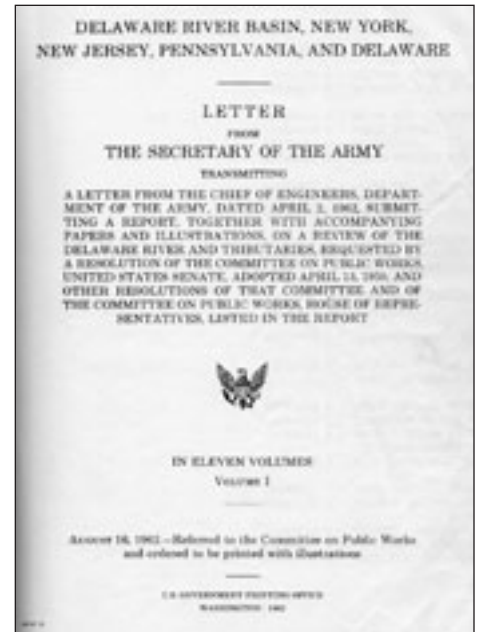 DELAWARE RIVER BASIN, NEW YORK,
NEW JERSEY, PENNSYLVANIA, AND DELAWARE
LETTER
FROM
THE SECRETARY OF THE ARMY
TRANSMITTING
A LETTER FROM THE CHIEF OF ENGINEERS, DEPART-
MENT OF THE ARMY, DATED APRIL 2, 1962, SUBMIT-
TING A REPORT, TOGETHER WITH ACCOMPANYING
PAPERS AND ILLUSTRATIONS, ON A REVIEW OF THE
DELAWARE RIVER AND TRIBUTARIES, REQUESTED BY
A RESOLUTION OF THE COMMITTEE ON PUBLIC WORKS,
UNITED STATES SENATE, ADOPTED APRIL 13, 1950, AND
OTHER RESOLUTIONS OF THAT COMMITTEE AND OF
THE COMMITTEE ON PUBLIC WORKS, HOUSE OF REPRE-
SENTATIVES, LISTED IN THE REPORT
IN ELEVEN VOLUMES
VOLUME I
AUGUST 16, 1962.—Referred to the Committee on Public Works
and ordered to be printed with illustrations
U.S. GOVERNMENT PRINTING OFFICE
WASHINGTON 1962